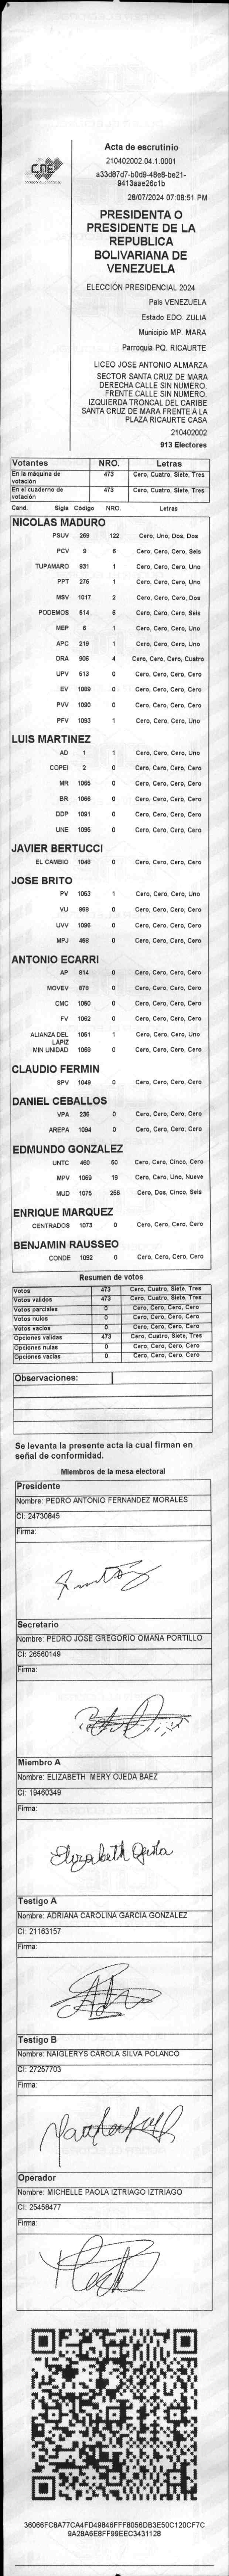 CNE
Acta de escrutinio
210402002.04.1.0001
a33d87d7-b0d9-48e8-be21-
9413aae26c1b
28/07/2024 07:08:51 PM
PRESIDENTA O
PRESIDENTE DE LA
REPUBLICA
BOLIVARIANA DE
VENEZUELA
ELECCIÓN PRESIDENCIAL 2024
País VENEZUELA
Estado EDO. ZULIA
Municipio MP. MARA
Parroquia PQ. RICAURTE
LICEO JOSE ANTONIO ALMARZA
SECTOR SANTA CRUZ DE MARA
DERECHA CALLE SIN NUMERO.
FRENTE CALLE SIN NUMERO.
IZQUIERDA TRONCAL DEL CARIBE
SANTA CRUZ DE MARA FRENTE A LA
PLAZA RICAURTE CASA
210402002
913 Electores
Votantes NRO. Letras
En la máquina de votación 473 Cero, Cuatro, Siete, Tres
En el cuaderno de votación 473 Cero, Cuatro, Siete, Tres
Cand. Sigla Código NRO. Letras
NICOLAS MADURO
PSUV 269 122 Cero, Uno, Dos, Dos
PCV 9 6 Cero, Cero, Cero, Seis
TUPAMARO 931 1 Cero, Cero, Cero, Uno
PPT 276 1 Cero, Cero, Cero, Uno
MSV 1017 2 Cero, Cero, Cero, Dos
PODEMOS 514 6 Cero, Cero, Cero, Seis
MEP 6 1 Cero, Cero, Cero, Uno
APC 219 1 Cero, Cero, Cero, Uno
ORA 906 4 Cero, Cero, Cero, Cuatro
UPV 513 0 Cero, Cero, Cero, Cero
EV 1089 0 Cero, Cero, Cero, Cero
PVV 1090 0 Cero, Cero, Cero, Cero
PFV 1093 1 Cero, Cero, Cero, Uno
LUIS MARTINEZ
AD 1 1 Cero, Cero, Cero, Uno
COPEI 2 0 Cero, Cero, Cero, Cero
MR 1065 0 Cero, Cero, Cero, Cero
BR 1066 0 Cero, Cero, Cero, Cero
DDP 1091 0 Cero, Cero, Cero, Cero
UNE 1095 0 Cero, Cero, Cero, Cero
JAVIER BERTUCCI
EL CAMBIO 1048 0 Cero, Cero, Cero, Cero
JOSE BRITO
PV 1053 1 Cero, Cero, Cero, Uno
VU 869 0 Cero, Cero, Cero, Cero
UVV 1096 0 Cero, Cero, Cero, Cero
MPJ 459 0 Cero, Cero, Cero, Cero
ANTONIO ECARRI
AP 814 0 Cero, Cero, Cero, Cero
MOVEV 878 0 Cero, Cero, Cero, Cero
CMC 1060 0 Cero, Cero, Cero, Cero
FV 1062 0 Cero, Cero, Cero, Cero
ALIANZA DEL LAPIZ 1051 1 Cero, Cero, Cero, Uno
MIN UNIDAD 1068 0 Cero, Cero, Cero, Cero
CLAUDIO FERMIN
SPV 1049 0 Cero, Cero, Cero, Cero
DANIEL CEBALLOS
VPA 236 0 Cero, Cero, Cero, Cero
AREPA 1094 0 Cero, Cero, Cero, Cero
EDMUNDO GONZALEZ
UNTC 460 50 Cero, Cero, Cinco, Cero
MPV 1069 19 Cero, Cero, Uno, Nueve
MUD 1075 256 Cero, Dos, Cinco, Seis
ENRIQUE MARQUEZ
CENTRADOS 1073 0 Cero, Cero, Cero, Cero
BENJAMIN RAUSSEO
CONDE 1092 0 Cero, Cero, Cero, Cero
Resumen de votos
Votos 473 Cero, Cuatro, Siete, Tres
Votos validos 473 Cero, Cuatro, Siete, Tres
Votos parciales 0 Cero, Cero, Cero, Cero
Votos nulos 0 Cero, Cero, Cero, Cero
Votos vacíos 0 Cero, Cero, Cero, Cero
Opciones validas 473 Cero, Cuatro, Siete, Tres
Opciones nulas 0 Cero, Cero, Cero, Cero
Opciones vacías 0 Cero, Cero, Cero, Cero
Observaciones:
Se levanta la presente acta la cual firman en
señal de conformidad.
Miembros de la mesa electoral
Presidente
Nombre: PEDRO ANTONIO FERNANDEZ MORALES
CI: 24730845
Firma:
Secretario
Nombre: PEDRO JOSE GREGORIO OMAÑA PORTILLO
CI: 26560149
Firma:
Miembro A
Nombre: ELIZABETH MERY OJEDA BAEZ
CI: 19460349
Firma:
Elizabeth Ojeda
Testigo A
Nombre: ADRIANA CAROLINA GARCIA GONZALEZ
CI: 21163157
Firma:
Testigo B
Nombre: NAIGLERYS CAROLA SILVA POLANCO
CI: 27257703
Firma:
Operador
Nombre: MICHELLE PAOLA IZTRIAGO IZTRIAGO
CI: 25458477
Firma:
36066FC8A77CA4FD49846FFF8056DB3E50C120CF7C
9A28A6E8FF99EEC3431128